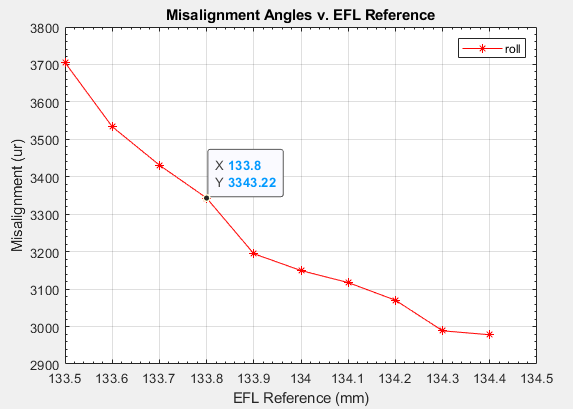 Misalignment Angles v. EFL Reference
roll
3800
3700
3600
3500
3400
3300
3200
3100
3000
2900
Misalignment (ur)
X 133.8
Y 3343.22
133.5 133.6 133.7 133.8 133.9 134 134.1 134.2 134.3 134.4 134.5
EFL Reference (mm)